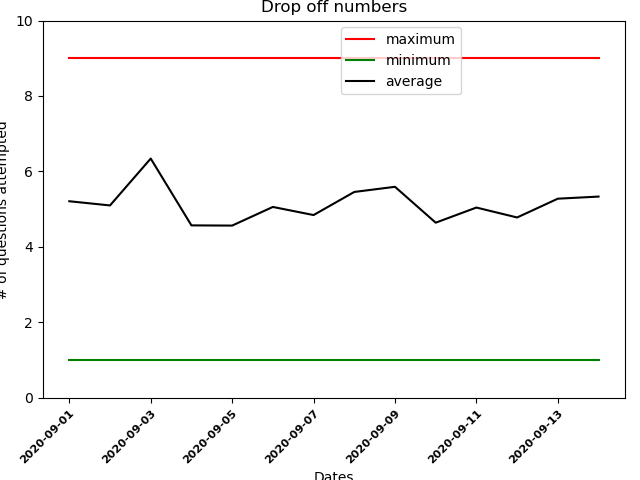 Drop off numbers
maximum
minimum
average
# of questions attempted
10
8
6
4
2
0
2020-09-01
2020-09-03
2020-09-05
2020-09-07
2020-09-09
2020-09-11
2020-09-13
Dates